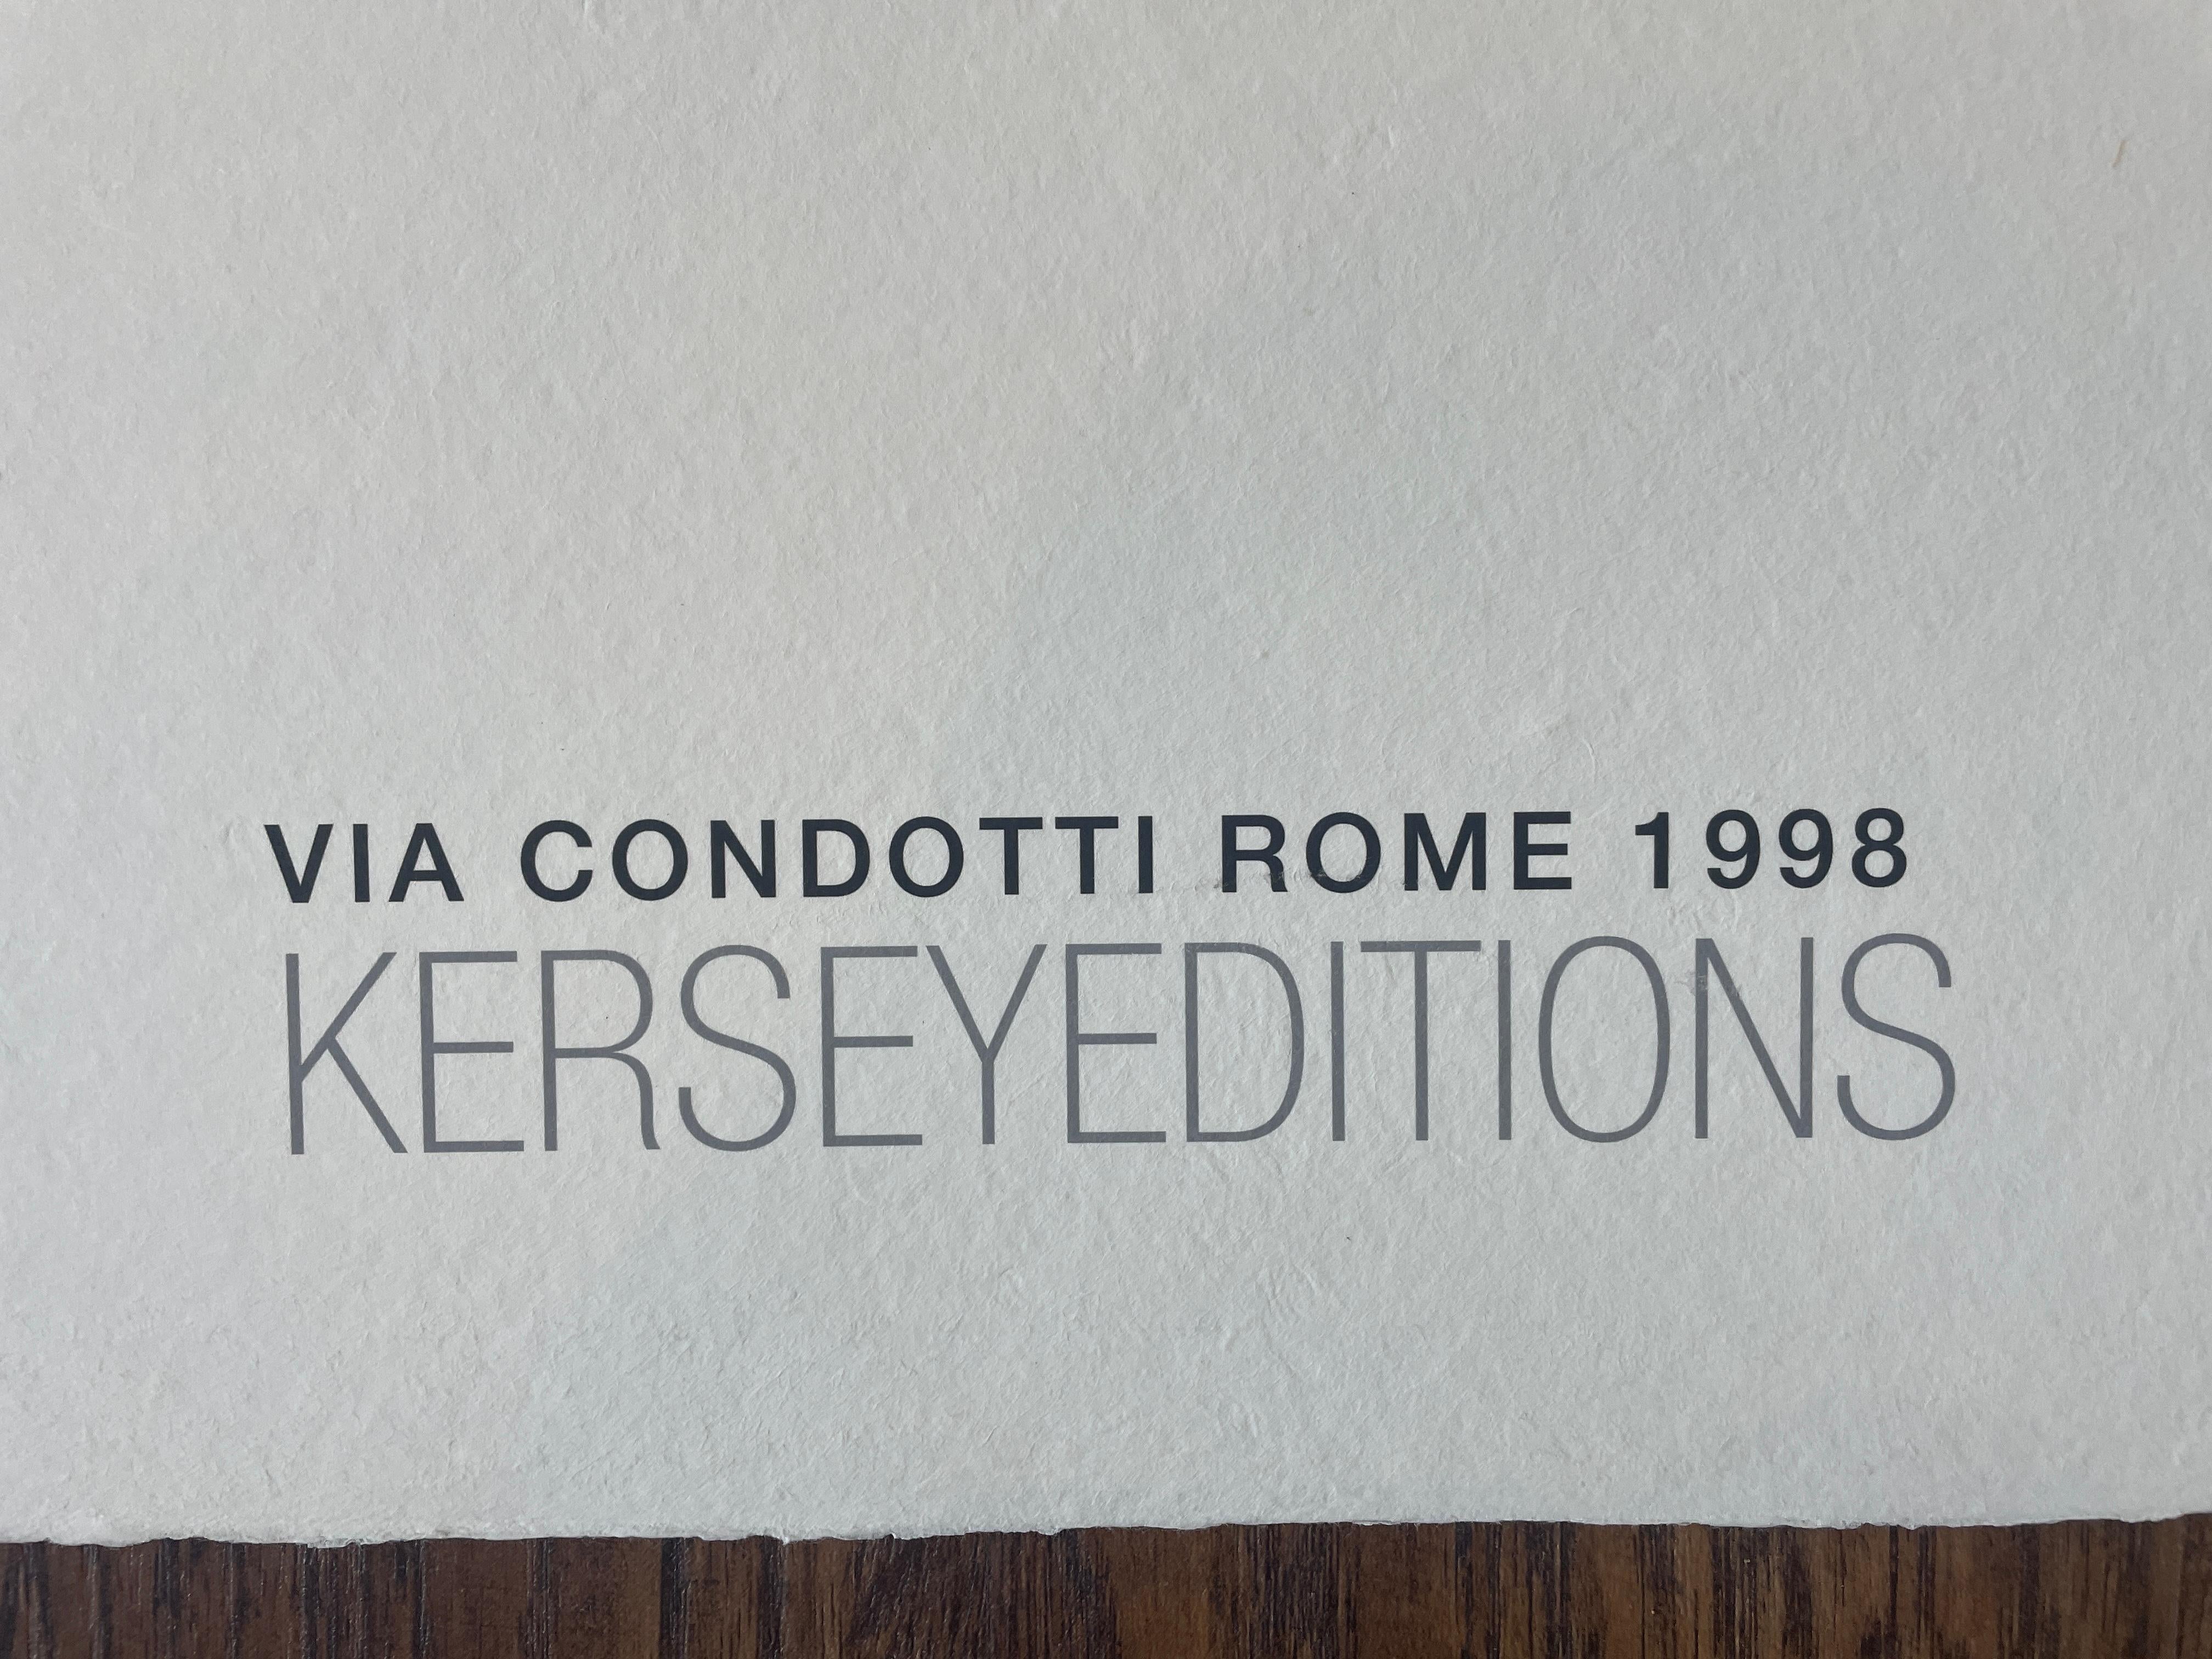 VIA CONDOTTI ROME 1998
KERSEYEDITIONS